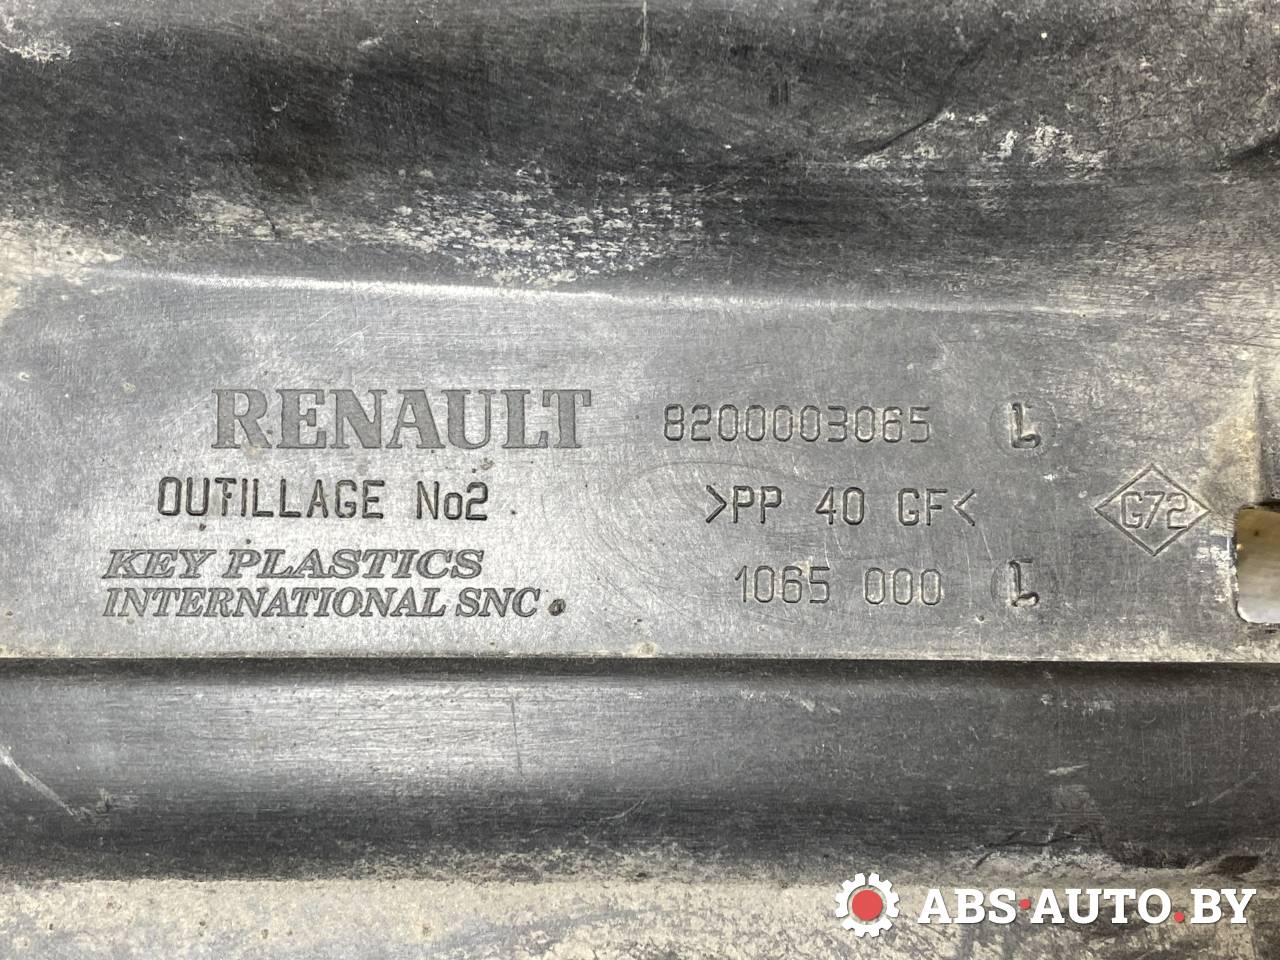 RENAULT 8200003065
OUTILLAGE No2 >PP 40 GF< G72
KEY PLASTICS
INTERNATIONAL SNC. 1065 000
ABS·AUTO.BY